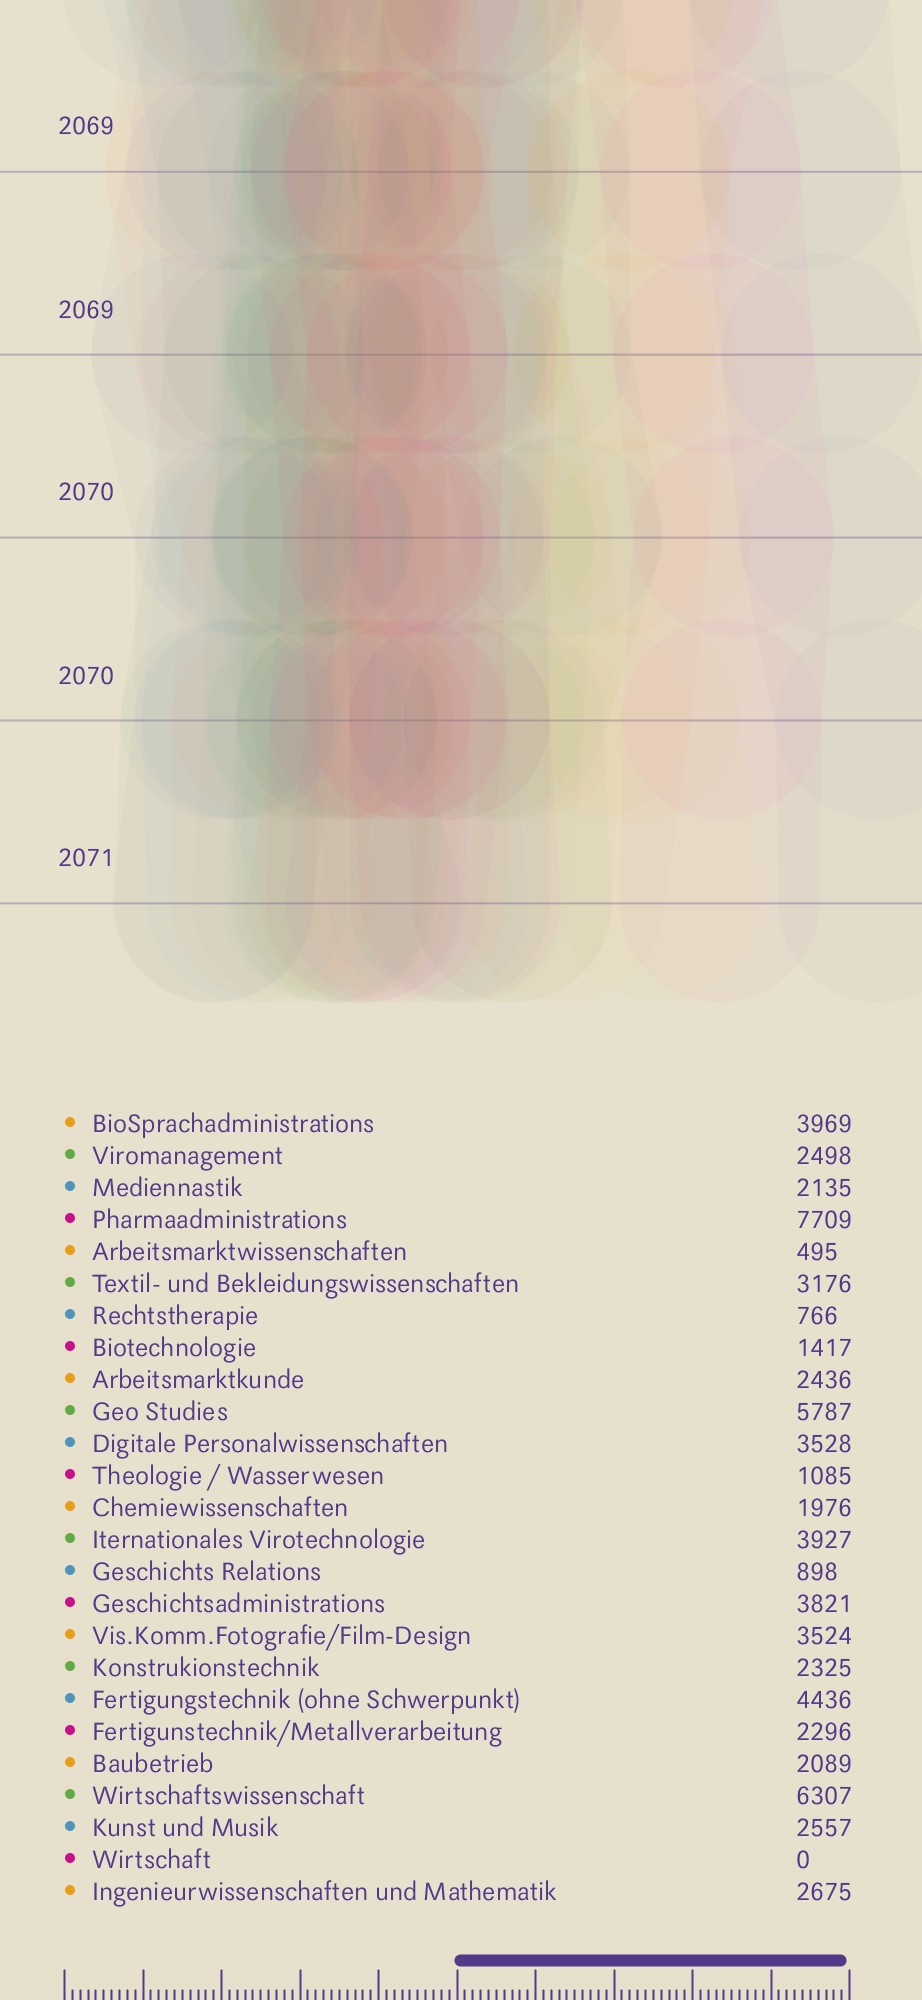 2069
2069
2070
2070
2071
BioSprachadministrations 3969
Viromanagement 2498
Mediennastik 2135
Pharmaadministrations 7709
Arbeitsmarktwissenschaften 495
Textil- und Bekleidungswissenschaften 3176
Rechtstherapie 766
Biotechnologie 1417
Arbeitsmarktkunde 2436
Geo Studies 5787
Digitale Personalwissenschaften 3528
Theologie / Wasserwesen 1085
Chemiewissenschaften 1976
Iternationales Virotechnologie 3927
Geschichts Relations 898
Geschichtsadministrations 3821
Vis.Komm.Fotografie/Film-Design 3524
Konstrukionstechnik 2325
Fertigungstechnik (ohne Schwerpunkt) 4436
Fertigunstechnik/Metallverarbeitung 2296
Baubetrieb 2089
Wirtschaftswissenschaft 6307
Kunst und Musik 2557
Wirtschaft 0
Ingenieurwissenschaften und Mathematik 2675